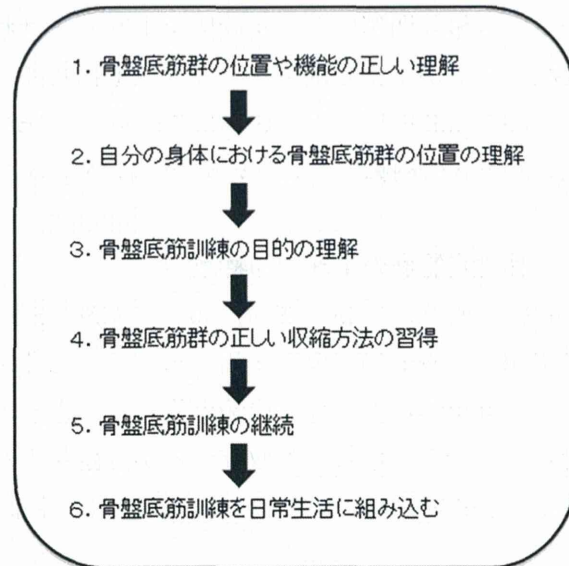 1. 骨盤底筋群の位置や機能の正しい理解
2. 自分の身体における骨盤底筋群の位置の理解
3. 骨盤底筋訓練の目的の理解
4. 骨盤底筋群の正しい収縮方法の習得
5. 骨盤底筋訓練の継続
6. 骨盤底筋訓練を日常生活に組み込む